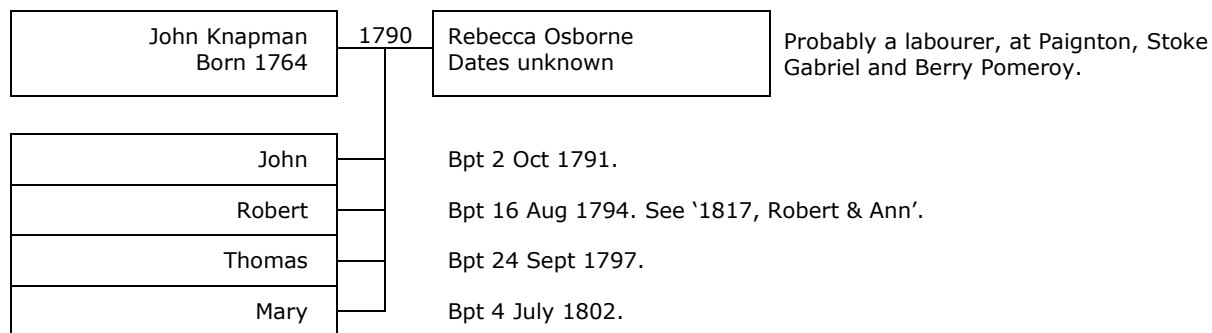 John Knapman
Born 1764
1790
Rebecca Osborne
Dates unknown
Probably a labourer, at Paignton, Stoke
Gabriel and Berry Pomeroy.
John
Bpt 2 Oct 1791.
Robert
Bpt 16 Aug 1794. See ‘1817, Robert & Ann’.
Thomas
Bpt 24 Sept 1797.
Mary
Bpt 4 July 1802.